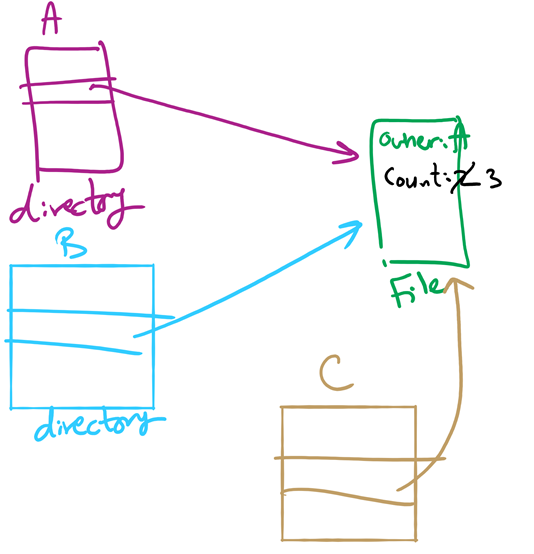 A
directory
B
directory
owner:A
Count:2 3
File
C